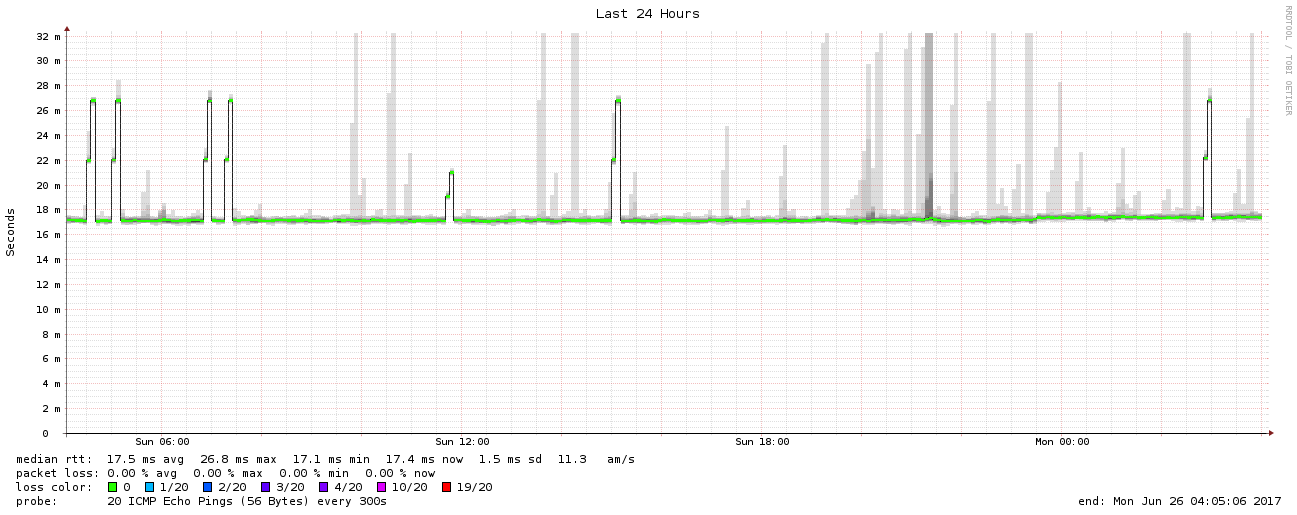 Last 24 Hours
RRDTOOL / TOBI OETIKER
Seconds
32 m
30 m
28 m
26 m
24 m
22 m
20 m
18 m
16 m
14 m
12 m
10 m
8 m
6 m
4 m
2 m
0
Sun 06:00 Sun 12:00 Sun 18:00 Mon 00:00
median rtt: 17.5 ms avg 26.8 ms max 17.1 ms min 17.4 ms now 1.5 ms sd 11.3 am/s
packet loss: 0.00 % avg 0.00 % max 0.00 % min 0.00 % now
loss color: 0 1/20 2/20 3/20 4/20 10/20 19/20
probe: 20 ICMP Echo Pings (56 Bytes) every 300s end: Mon Jun 26 04:05:06 2017